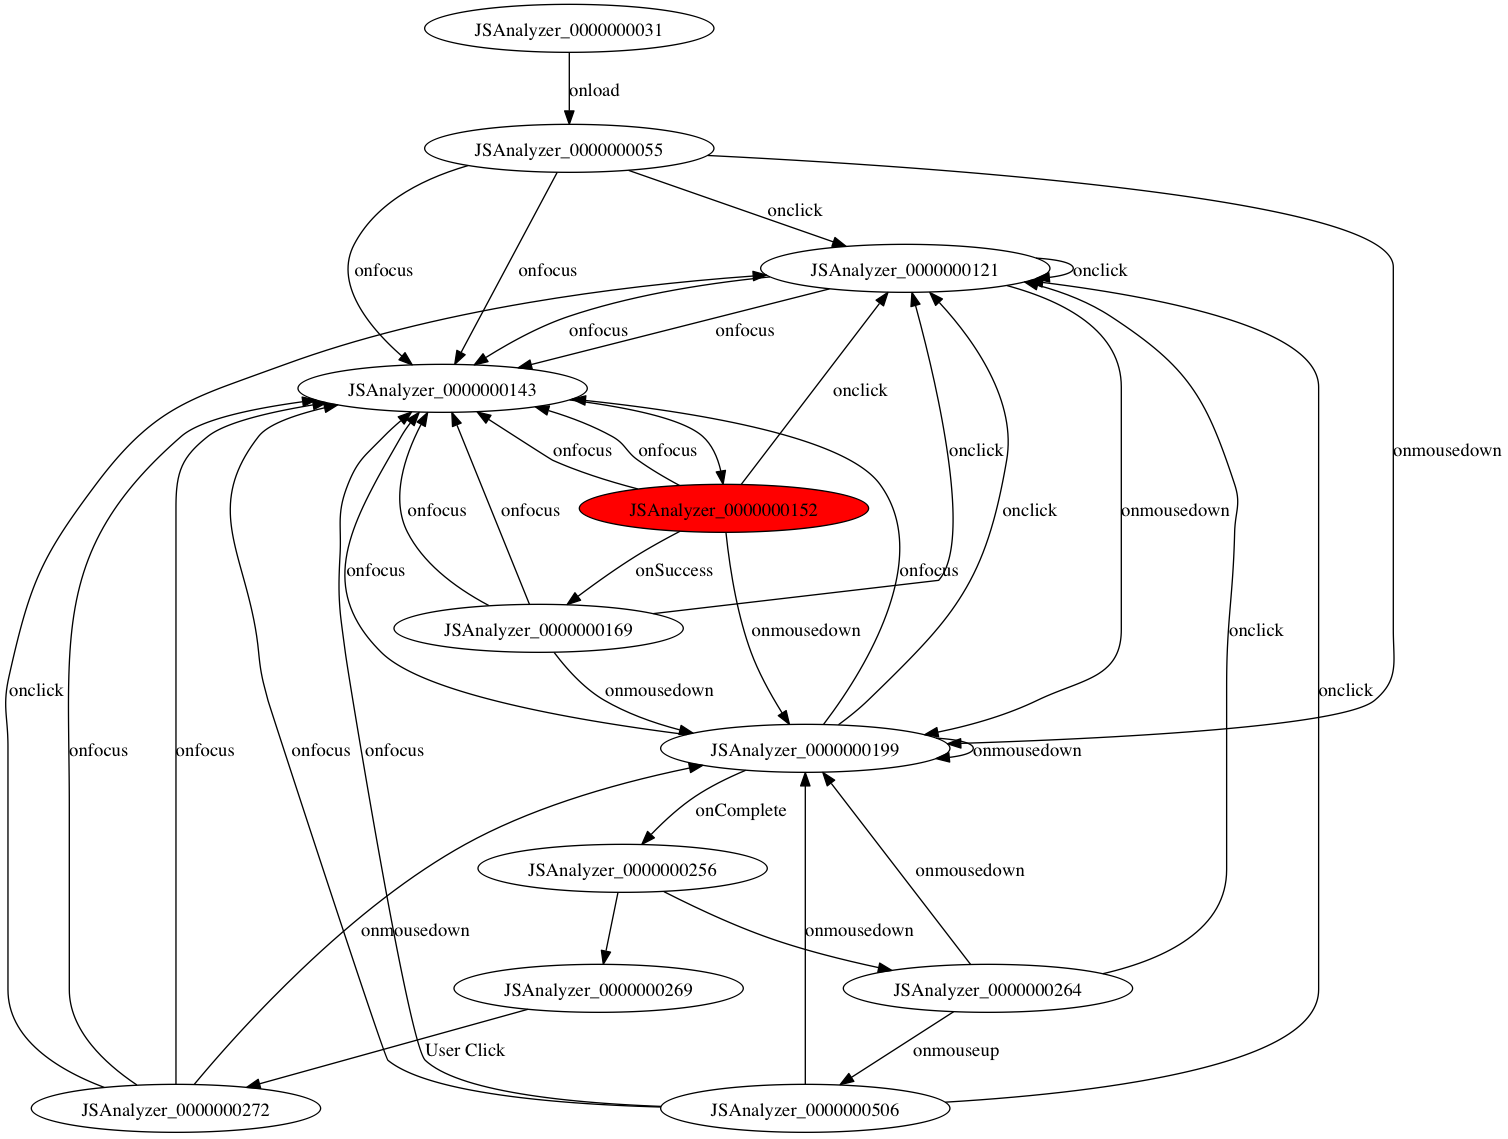 JSAnalyzer_0000000031
onload
JSAnalyzer_0000000055
onclick
onfocus
onfocus
JSAnalyzer_0000000121
onclick
onfocus
onfocus
JSAnalyzer_0000000143
onclick
onfocus
onfocus
onclick
onmousedown
onfocus
onfocus
JSAnalyzer_0000000152
onclick
onmousedown
onfocus
onSuccess
onfocus
JSAnalyzer_0000000169
onmousedown
onclick
onclick
onmousedown
onclick
onfocus
onfocus
onfocus
onfocus
JSAnalyzer_0000000199
onmousedown
onComplete
JSAnalyzer_0000000256
onmousedown
onmousedown
onmousedown
JSAnalyzer_0000000269
JSAnalyzer_0000000264
User Click
onmouseup
JSAnalyzer_0000000272
JSAnalyzer_0000000506